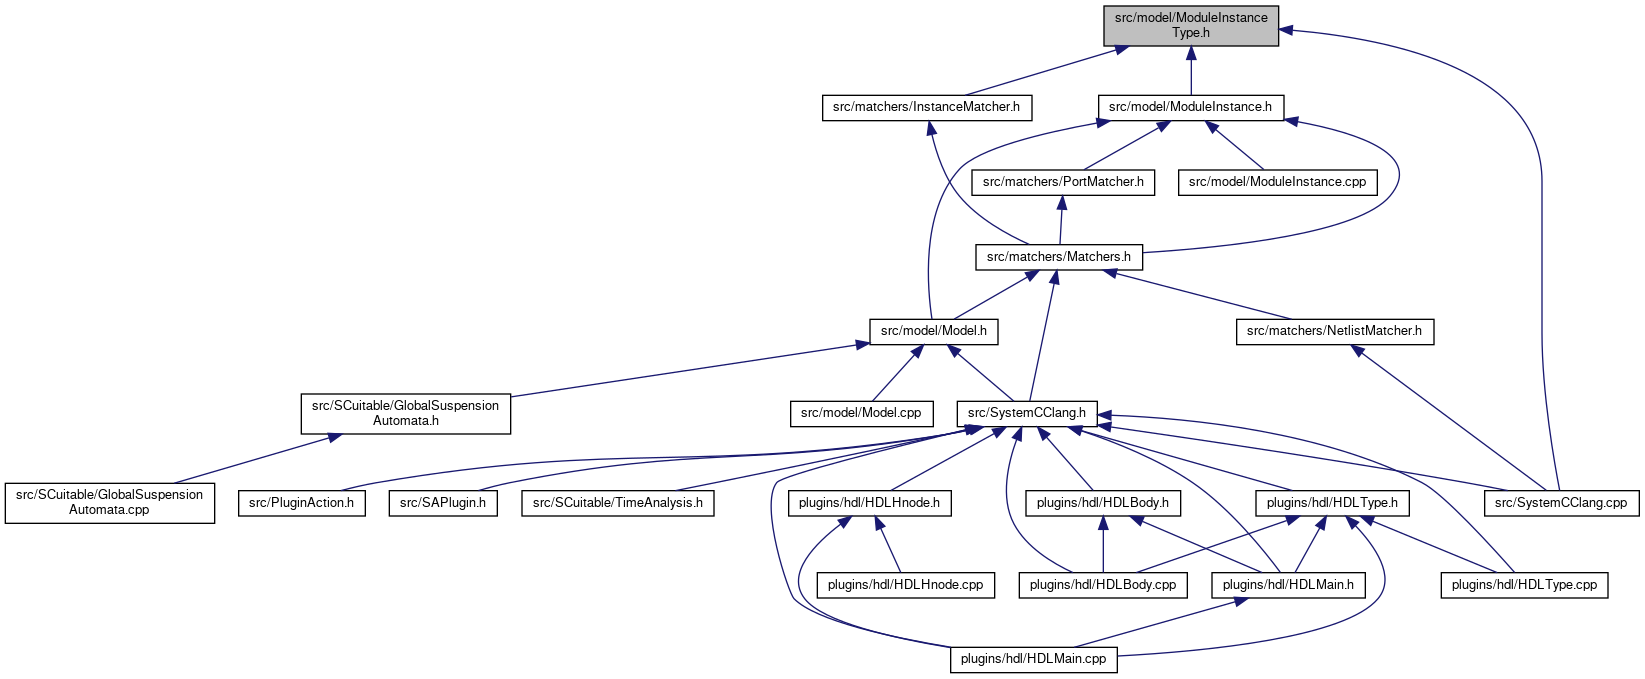 src/model/ModuleInstance
Type.h
src/matchers/InstanceMatcher.h
src/model/ModuleInstance.h
src/matchers/PortMatcher.h
src/model/ModuleInstance.cpp
src/matchers/Matchers.h
src/model/Model.h
src/matchers/NetlistMatcher.h
src/SCuitable/GlobalSuspension
Automata.h
src/model/Model.cpp
src/SystemCClang.h
src/SCuitable/GlobalSuspension
Automata.cpp
src/PluginAction.h
src/SAPlugin.h
src/SCuitable/TimeAnalysis.h
plugins/hdl/HDLHnode.h
plugins/hdl/HDLBody.h
plugins/hdl/HDLType.h
src/SystemCClang.cpp
plugins/hdl/HDLHnode.cpp
plugins/hdl/HDLBody.cpp
plugins/hdl/HDLMain.h
plugins/hdl/HDLType.cpp
plugins/hdl/HDLMain.cpp